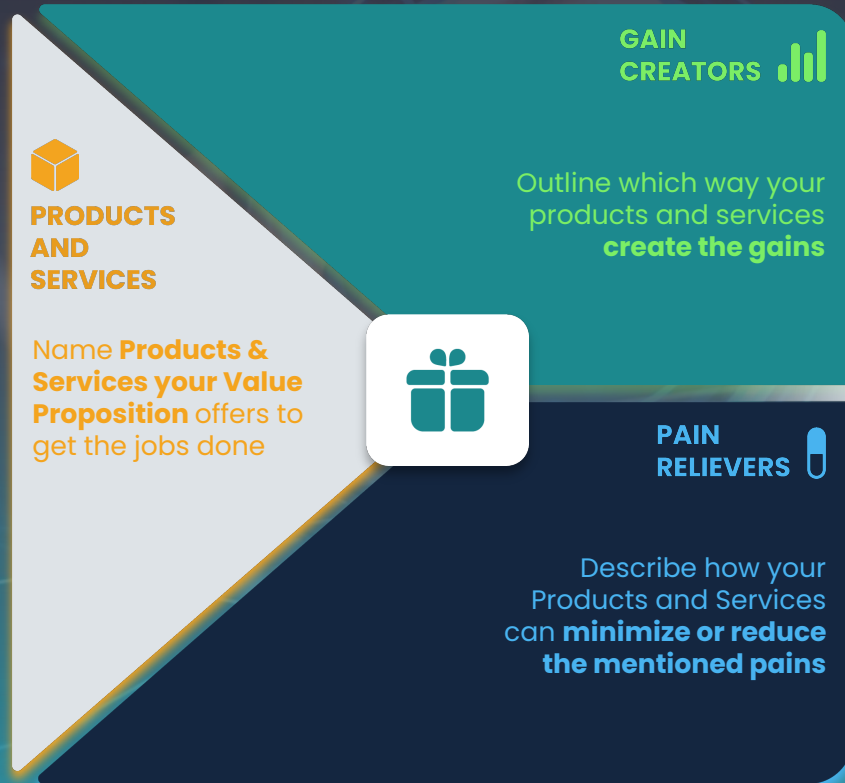 GAIN
CREATORS
Outline which way your
products and services
create the gains
PRODUCTS
AND
SERVICES
Name Products &
Services your Value
Proposition offers to
get the jobs done
PAIN
RELIEVERS
Describe how your
Products and Services
can minimize or reduce
the mentioned pains